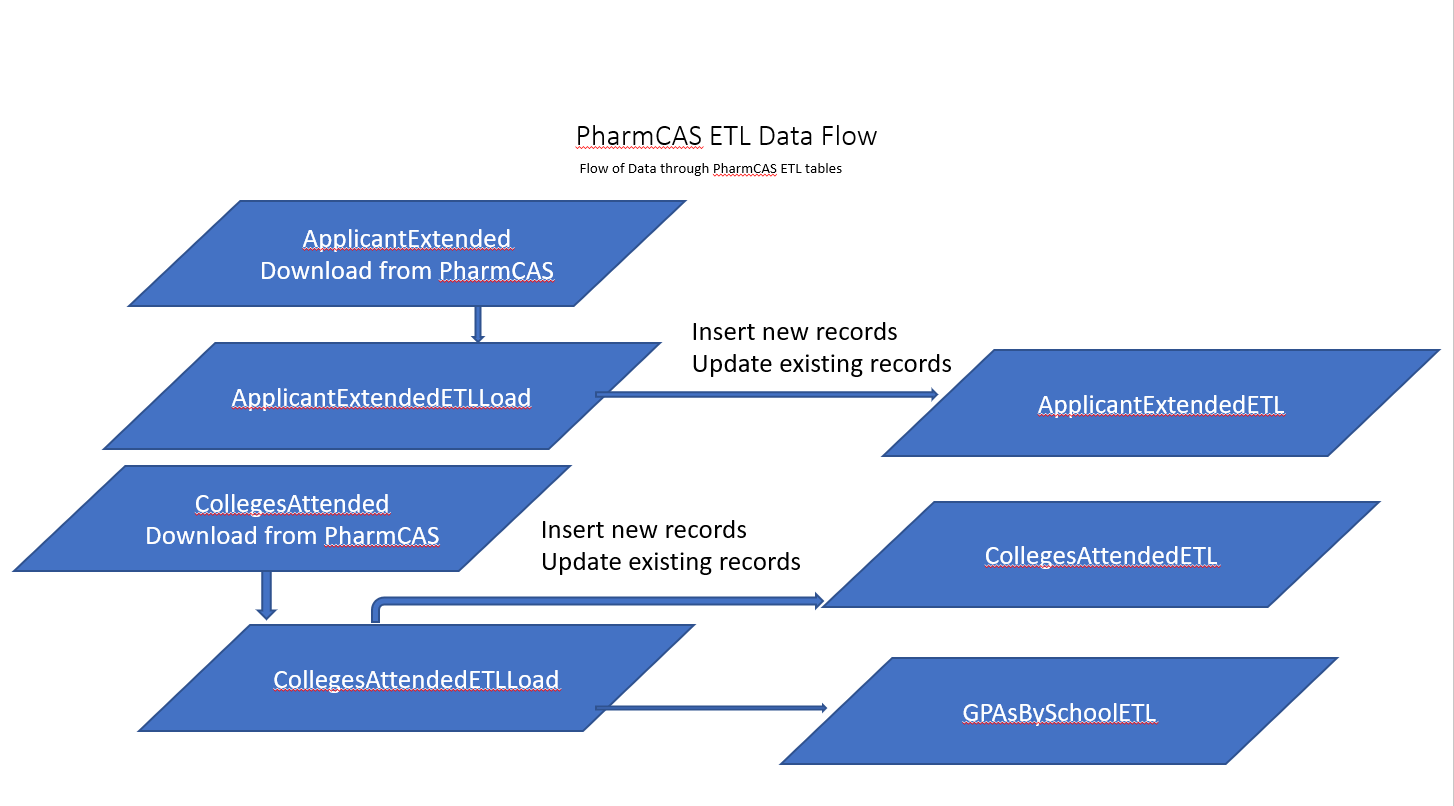 PharmCAS ETL Data Flow
Flow of Data through PharmCAS ETL tables
ApplicantExtended
Download from PharmCAS
Insert new records
Update existing records
ApplicantExtendedETLLoad
ApplicantExtendedETL
CollegesAttended
Download from PharmCAS
Insert new records
Update existing records
CollegesAttendedETL
CollegesAttendedETLLoad
GPAsBySchoolETL